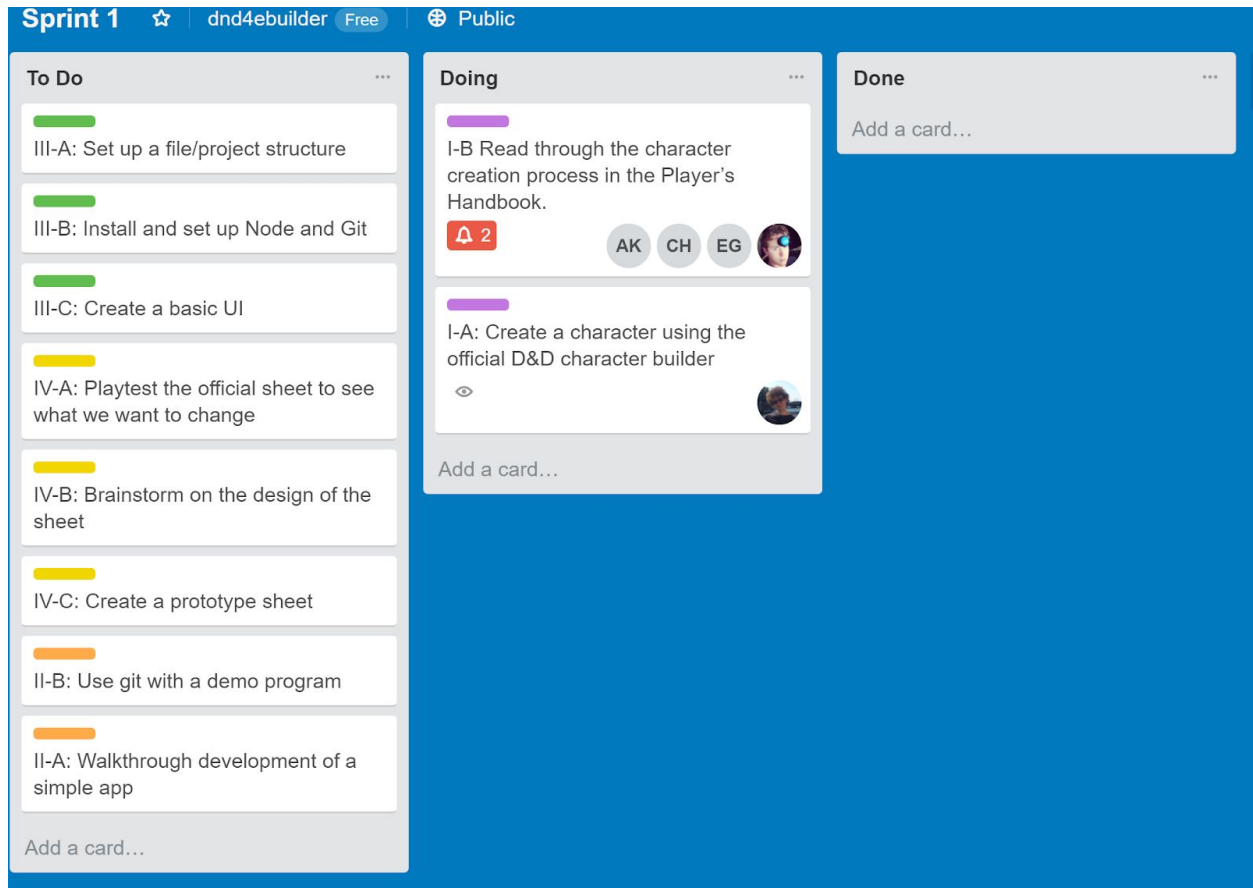 Sprint 1 dnd4ebuilder Free Public
To Do
III-A: Set up a file/project structure
III-B: Install and set up Node and Git
III-C: Create a basic UI
IV-A: Playtest the official sheet to see
what we want to change
IV-B: Brainstorm on the design of the
sheet
IV-C: Create a prototype sheet
II-B: Use git with a demo program
II-A: Walkthrough development of a
simple app
Add a card…
Doing
I-B Read through the character
creation process in the Player’s
Handbook.
2 AK CH EG
I-A: Create a character using the
official D&D character builder
Add a card…
Done
Add a card…